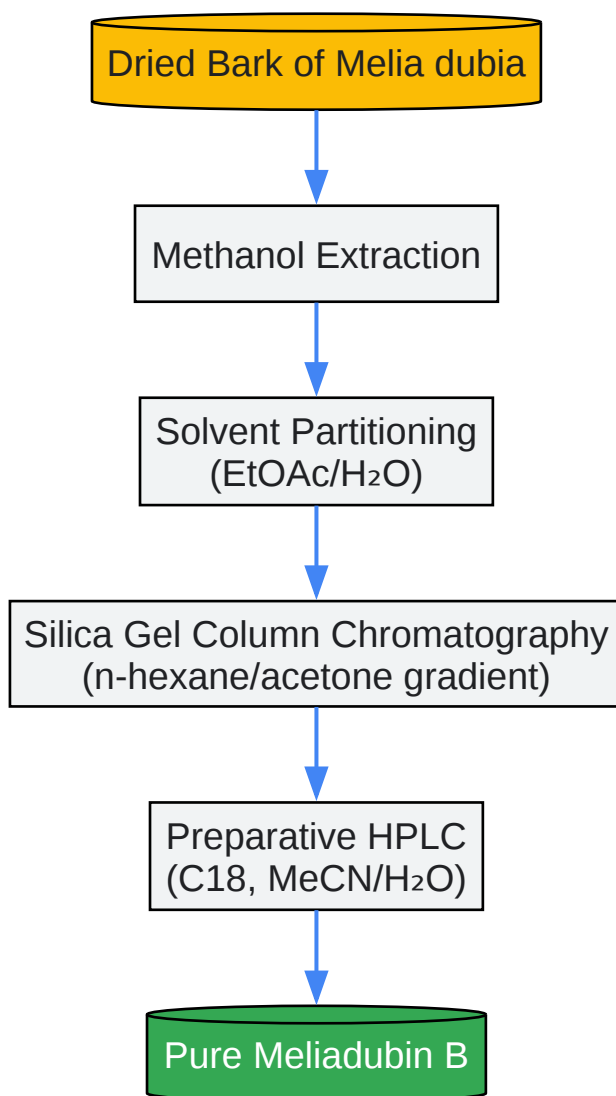 Dried Bark of Melia dubia
Methanol Extraction
Solvent Partitioning
(EtOAc/H₂O)
Silica Gel Column Chromatography
(n-hexane/acetone gradient)
Preparative HPLC
(C18, MeCN/H₂O)
Pure Meliadubin B